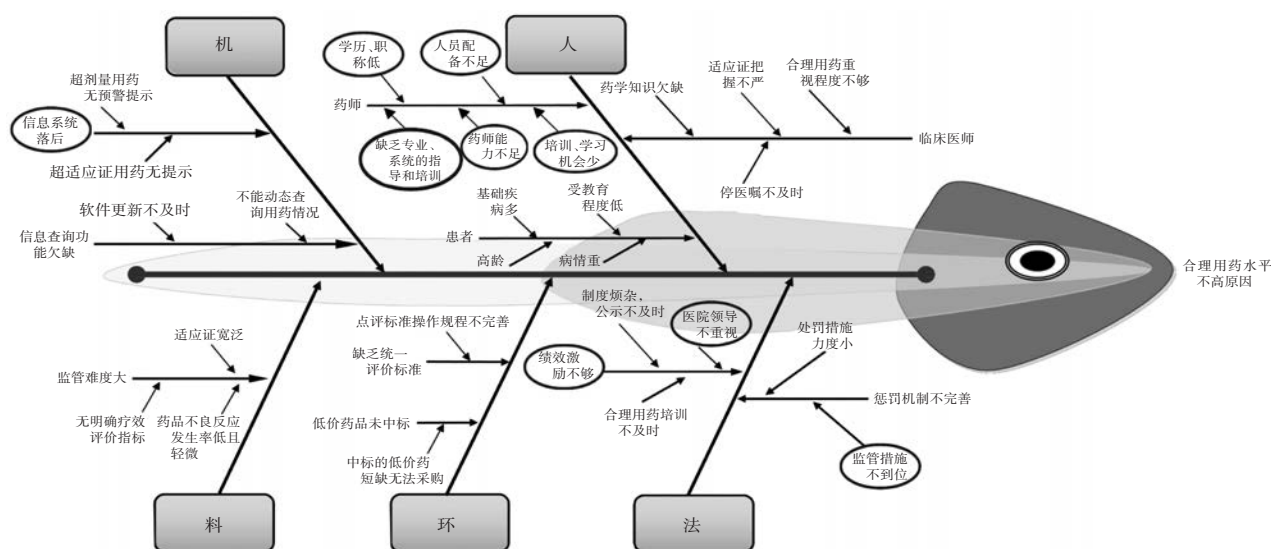 机
人
学历、职
称低
人员配
备不足
药师
缺乏专业、
系统的指
导和培训
药师能
力不足
培训、学习
机会少
药学知识欠缺
适应证把
握不严
合理用药重
视程度不够
临床医师
停医嘱不及时
超剂量用药
无预警提示
信息系统
落后
超适应证用药无提示
软件更新不及时
不能动态查
询用药情况
信息查询功
能欠缺
基础疾
病多
受教育
程度低
患者
高龄
病情重
合理用药水平
不高原因
适应证宽泛
监管难度大
无明确疗效
评价指标
药品不良反应
发生率低且
轻微
点评标准操作规程不完善
缺乏统一
评价标准
低价药品未中标
中标的低价药
短缺无法采购
制度烦杂,
公示不及时
医院领导
不重视
绩效激
励不够
合理用药培训
不及时
处罚措施
力度小
惩罚机制不完善
监管措施
不到位
料
环
法